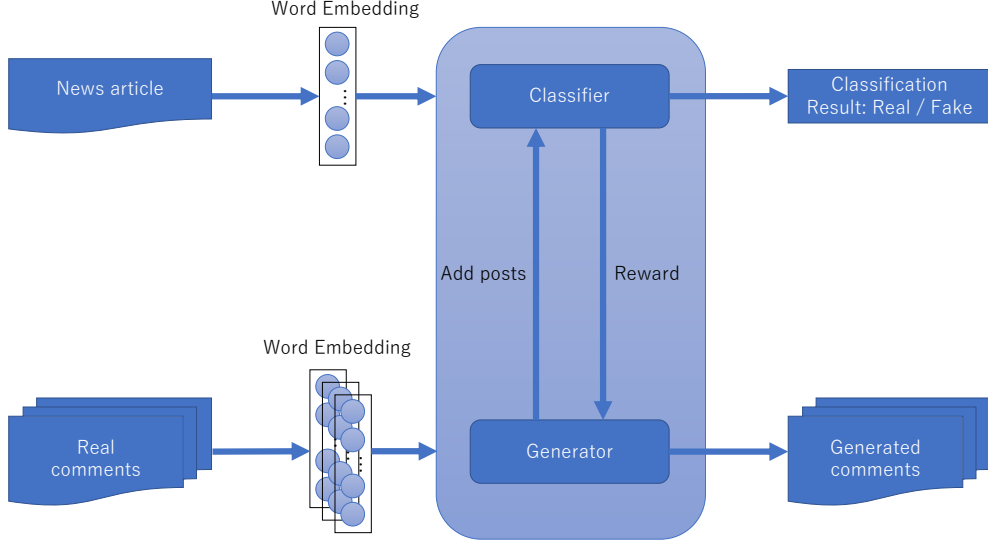 Word Embedding
News article
Classifier
Classification
Result: Real / Fake
Add posts
Reward
Word Embedding
Real
comments
Generator
Generated
comments